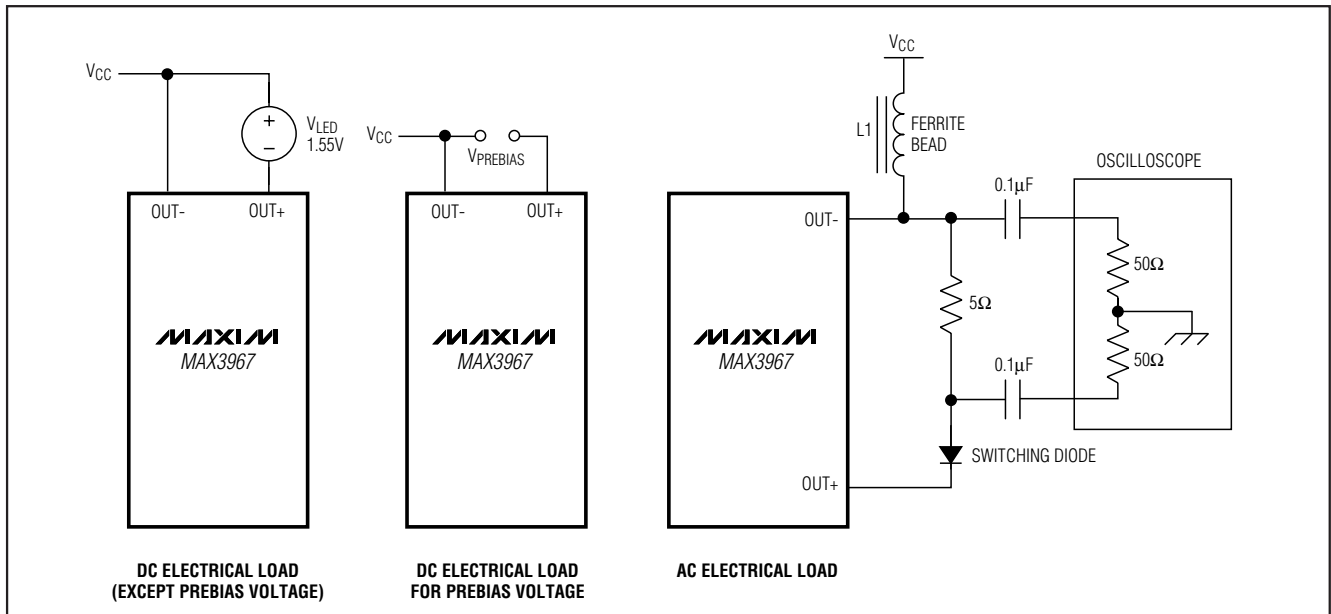 VCC
+
−
VLED
1.55V
OUT-
OUT+
MAXIM
MAX3967
DC ELECTRICAL LOAD
(EXCEPT PREBIAS VOLTAGE)
VCC
VPREBIAS
OUT-
OUT+
MAXIM
MAX3967
DC ELECTRICAL LOAD
FOR PREBIAS VOLTAGE
VCC
L1
FERRITE
BEAD
OUT-
MAXIM
MAX3967
OUT+
5Ω
0.1μF
0.1μF
SWITCHING DIODE
OSCILLOSCOPE
50Ω
50Ω
AC ELECTRICAL LOAD